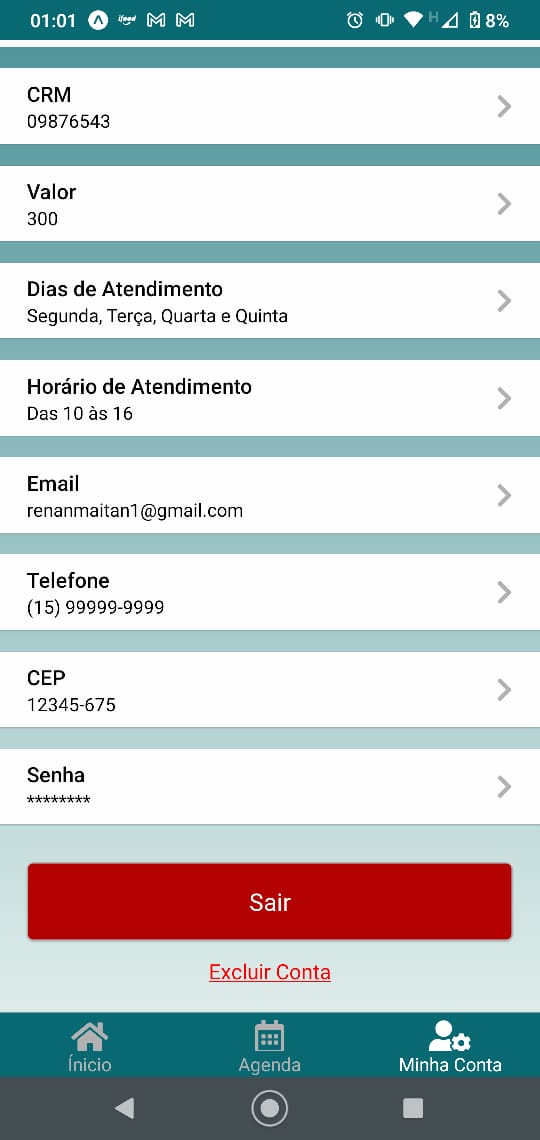 01:01 ifood H 8%
CRM
09876543
Valor
300
Dias de Atendimento
Segunda, Terça, Quarta e Quinta
Horário de Atendimento
Das 10 às 16
Email
renanmaitan1@gmail.com
Telefone
(15) 99999-9999
CEP
12345-675
Senha
********
Sair
Excluir Conta
Ínicio
Agenda
Minha Conta